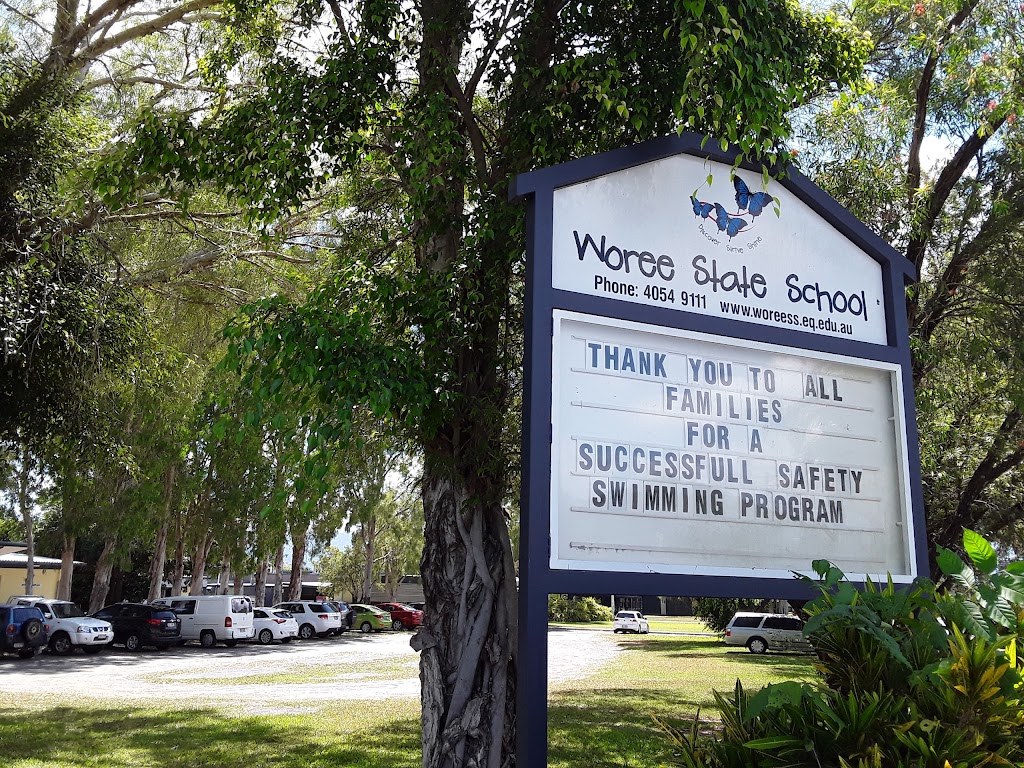 Discover Strive Shine
Woree State School
Phone: 4054 9111 www.woreess.eq.edu.au
THANK YOU TO ALL
FAMILIES
FOR A
SUCCESSFULL SAFETY
SWIMMING PROGRAM